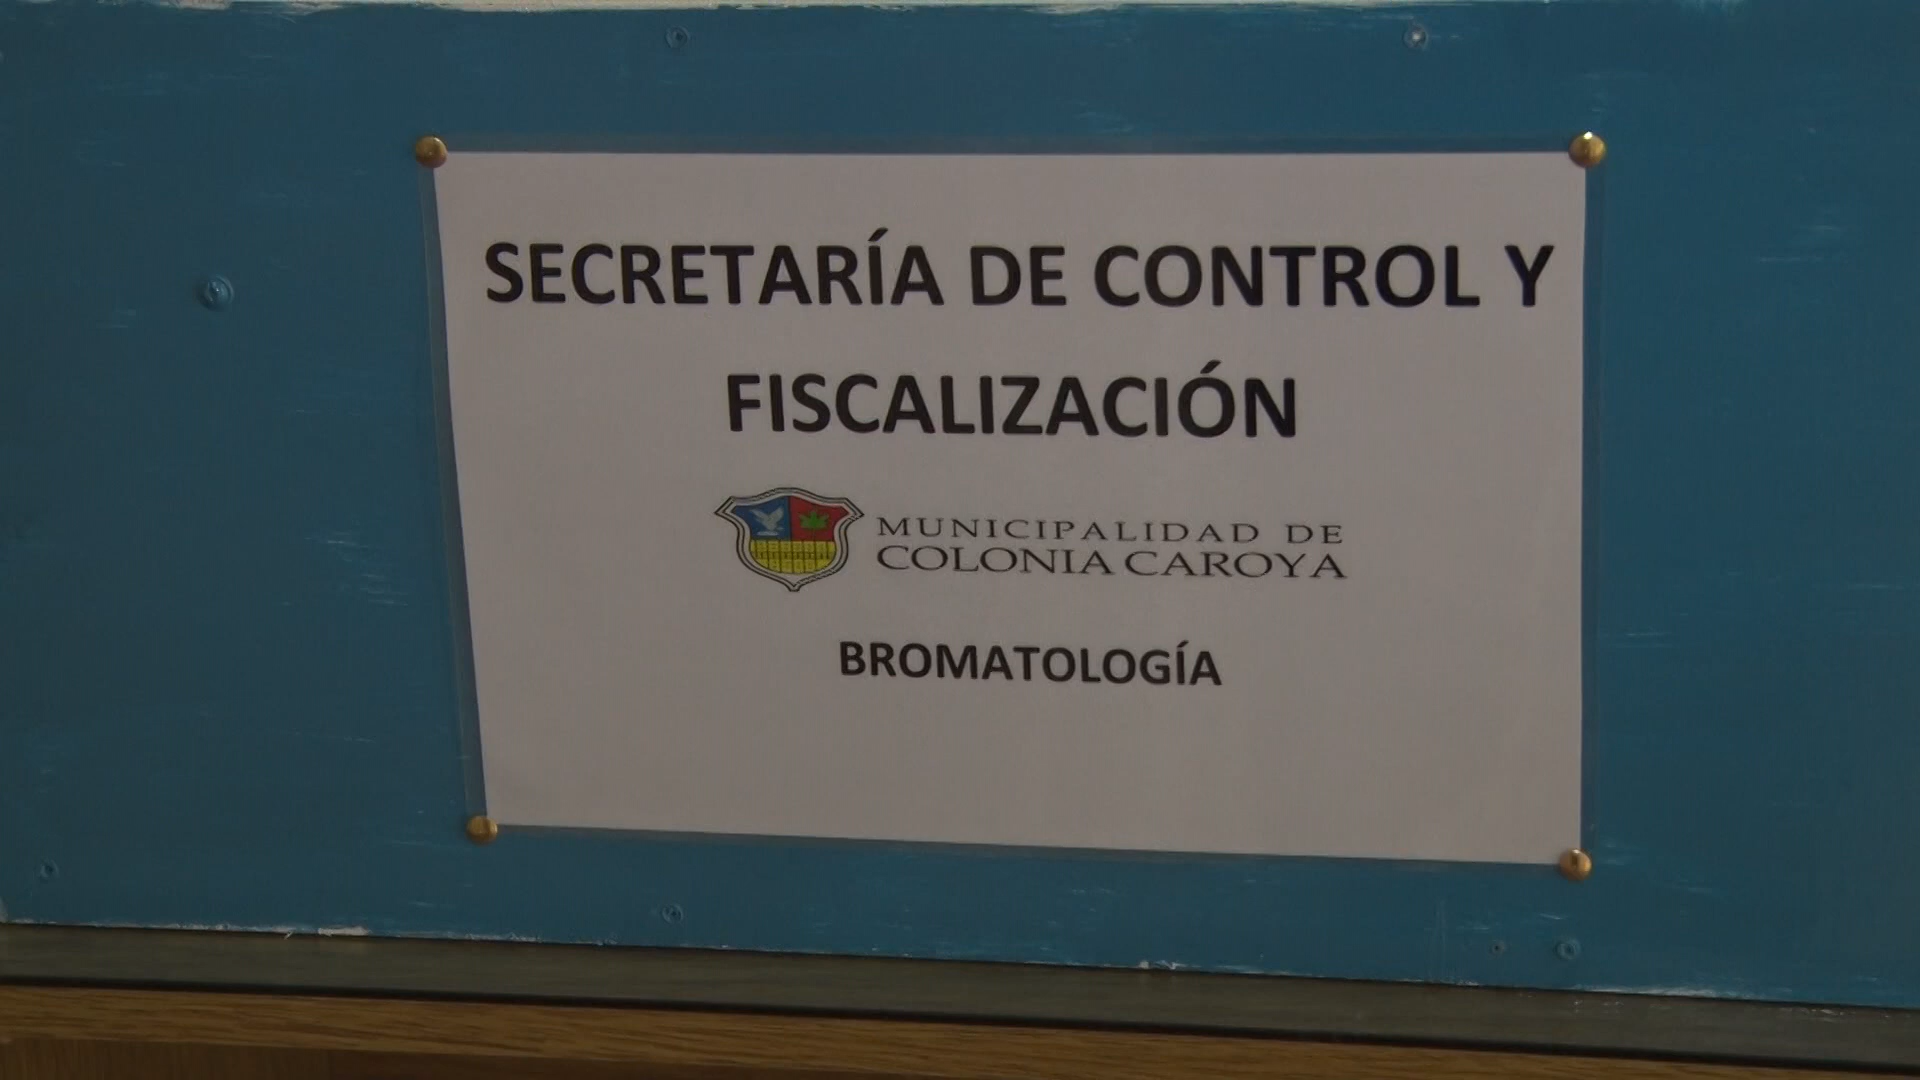 SECRETARÍA DE CONTROL Y
FISCALIZACIÓN
MUNICIPALIDAD DE
COLONIA CAROYA
BROMATOLOGÍA